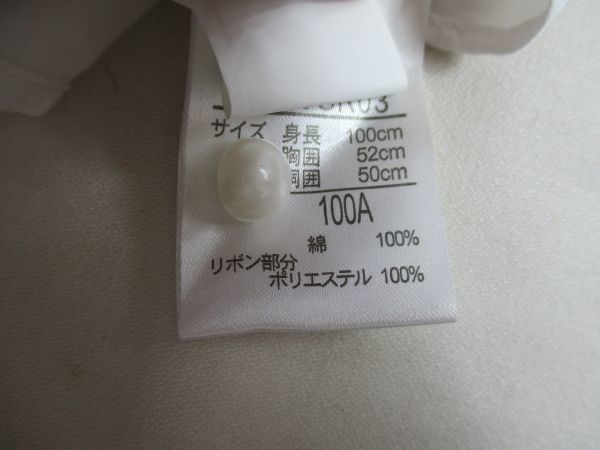 サイズ 身長 100cm
胸囲 52cm
胴囲 50cm
100A
綿 100%
リボン部分
ポリエステル 100%